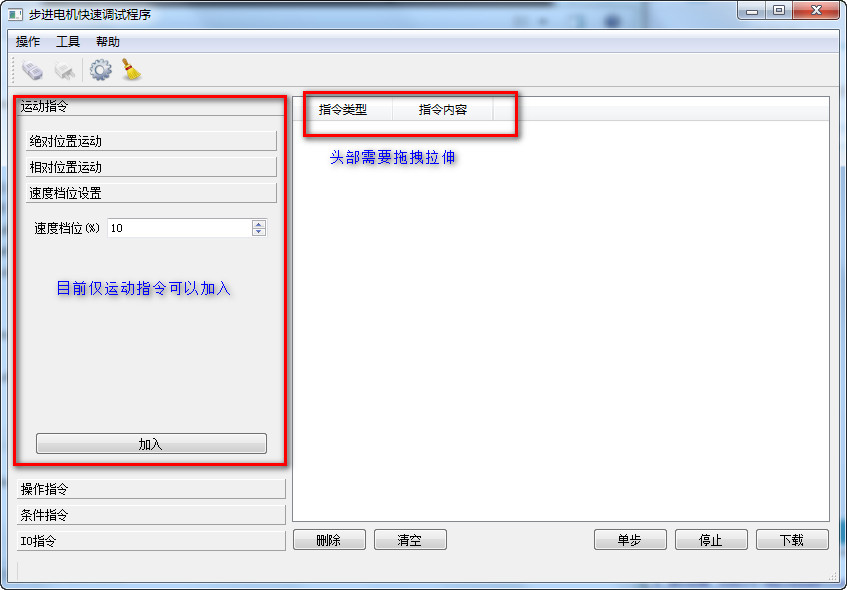 步进电机快速调试程序
操作 工具 帮助
运动指令
绝对位置运动
相对位置运动
速度档位设置
速度档位(%) 10
目前仅运动指令可以加入
加入
操作指令
条件指令
IO指令
指令类型 指令内容
头部需要拖拽拉伸
删除 清空 单步 停止 下载